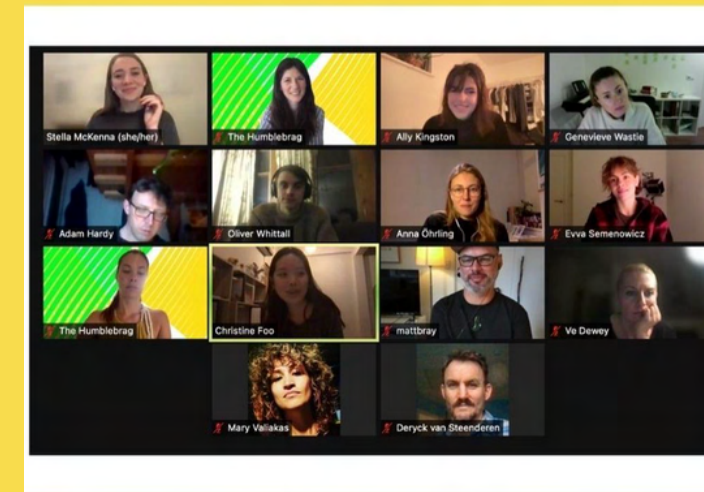 Stella McKenna (she/her)
The Humblebrag
Ally Kingston
Genevieve Wastie
Adam Hardy
Oliver Whittall
Anna Öhrling
Evva Semenowicz
The Humblebrag
Christine Foo
mattbray
Ve Dewey
Mary Valiakas
Deryck van Steenderen